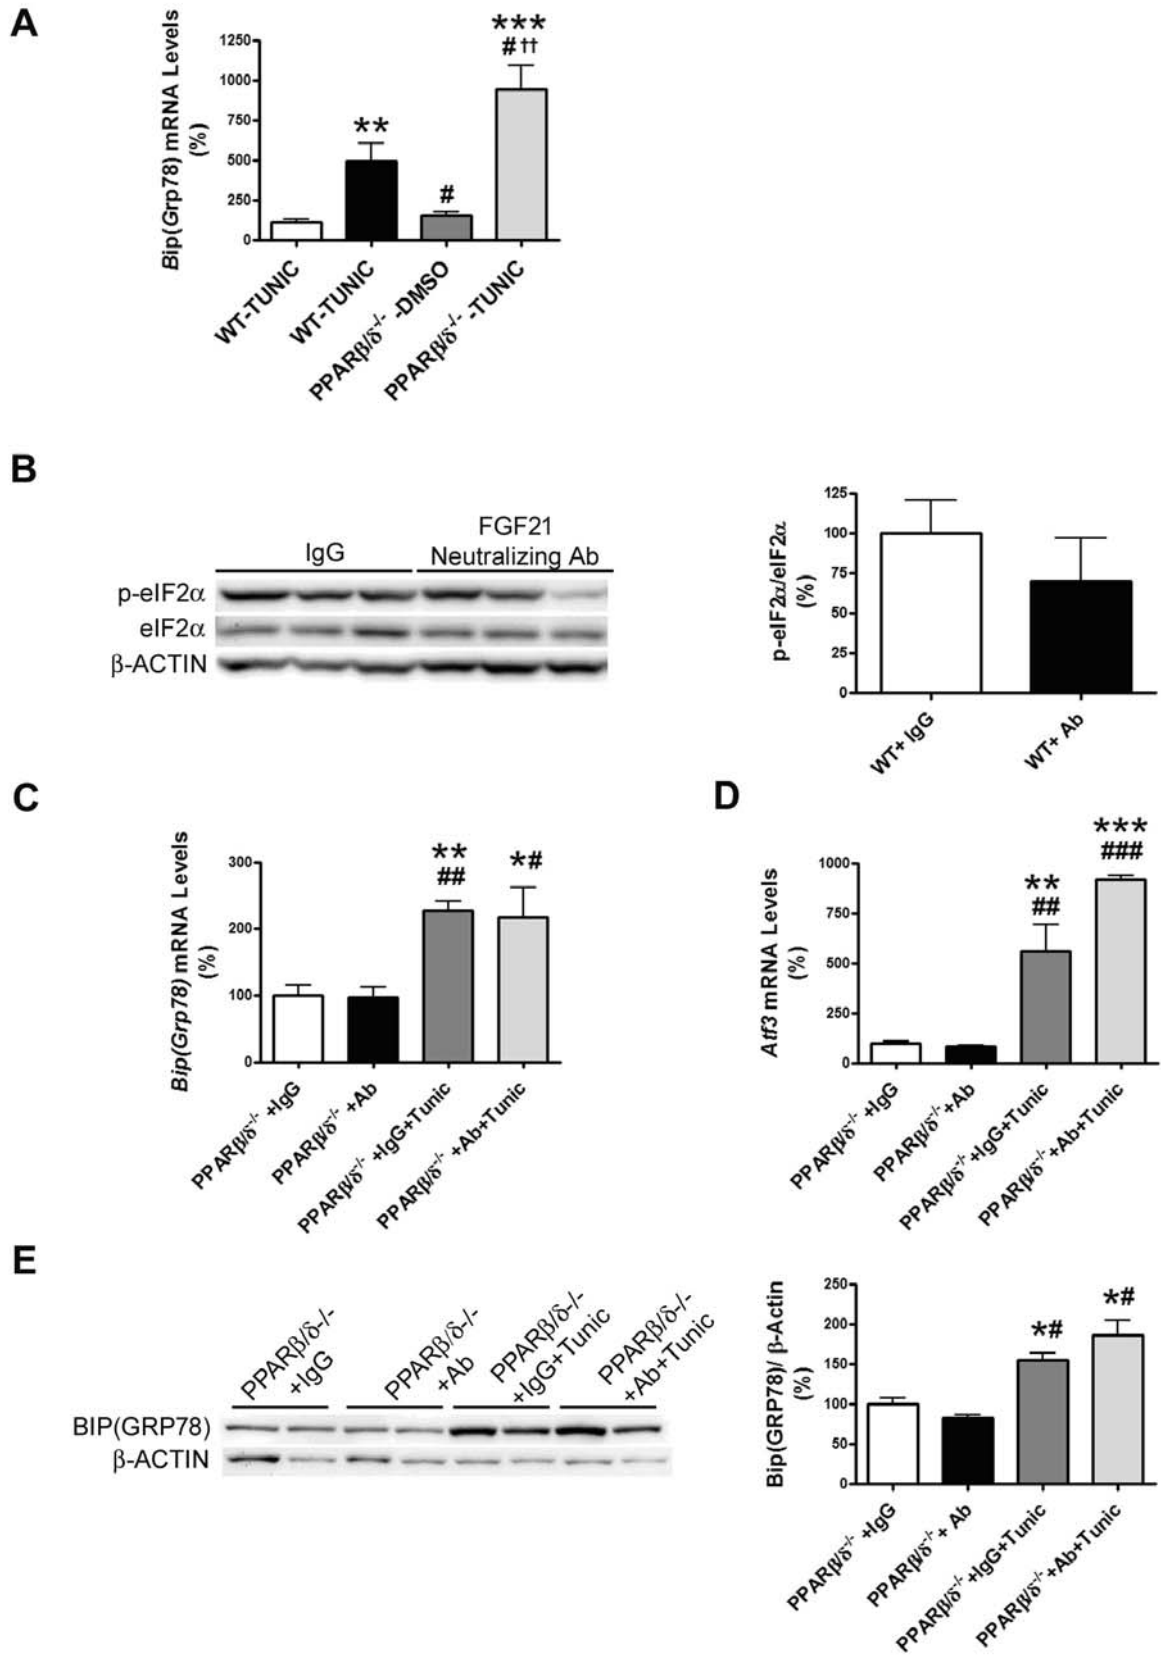 A
Bip(Grp78) mRNA Levels
(%)
1250
1000
750
500
250
0
**
#
***
#††
WT-TUNIC
WT-TUNIC
PPARβ/δ-/- -DMSO
PPARβ/δ-/- -TUNIC
B
IgG
FGF21
Neutralizing Ab
p-eIF2α
eIF2α
β-ACTIN
p-eIF2α/eIF2α
(%)
125
100
75
50
25
0
WT+ IgG
WT+ Ab
C
Bip(Grp78) mRNA Levels
(%)
300
200
100
0
**
##
*#
PPARβ/δ-/- +IgG
PPARβ/δ-/- +Ab
PPARβ/δ-/- +IgG+Tunic
PPARβ/δ-/- +Ab+Tunic
D
Atf3 mRNA Levels
(%)
1000
750
500
250
0
**
##
***
###
PPARβ/δ-/- +IgG
PPARβ/δ-/- +Ab
PPARβ/δ-/- +IgG+Tunic
PPARβ/δ-/- +Ab+Tunic
E
PPARβ/δ-/-
+IgG
PPARβ/δ-/-
+Ab
PPARβ/δ-/-
+IgG+Tunic
PPARβ/δ-/-
+Ab+Tunic
BIP(GRP78)
β-ACTIN
Bip(GRP78)/ β-Actin
(%)
250
200
150
100
50
0
*#
*#
PPARβ/δ-/- +IgG
PPARβ/δ-/- + Ab
PPARβ/δ-/- +IgG+Tunic
PPARβ/δ-/- +Ab+Tunic